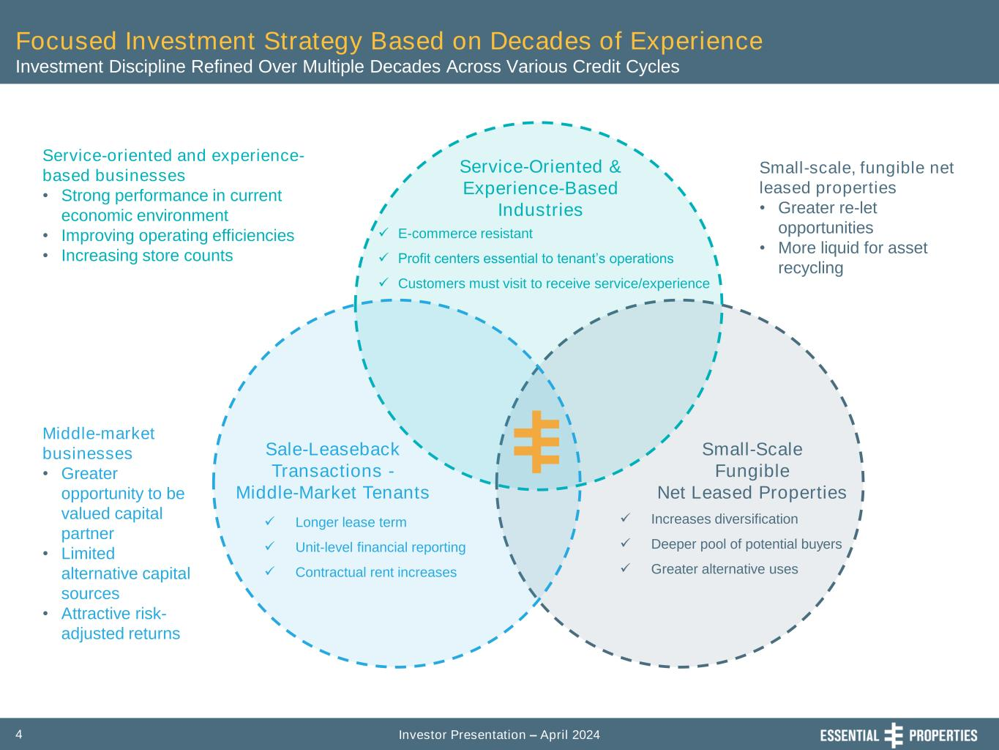 Focused Investment Strategy Based on Decades of Experience
Investment Discipline Refined Over Multiple Decades Across Various Credit Cycles
Service-oriented and experience-
based businesses
• Strong performance in current
economic environment
• Improving operating efficiencies
• Increasing store counts
Service-Oriented &
Experience-Based
Industries
✓ E-commerce resistant
✓ Profit centers essential to tenant’s operations
✓ Customers must visit to receive service/experience
Small-scale, fungible net
leased properties
• Greater re-let
opportunities
• More liquid for asset
recycling
Middle-market
businesses
• Greater
opportunity to be
valued capital
partner
• Limited
alternative capital
sources
• Attractive risk-
adjusted returns
Sale-Leaseback
Transactions -
Middle-Market Tenants
✓ Longer lease term
✓ Unit-level financial reporting
✓ Contractual rent increases
Small-Scale
Fungible
Net Leased Properties
✓ Increases diversification
✓ Deeper pool of potential buyers
✓ Greater alternative uses
4
Investor Presentation – April 2024
ESSENTIAL PROPERTIES